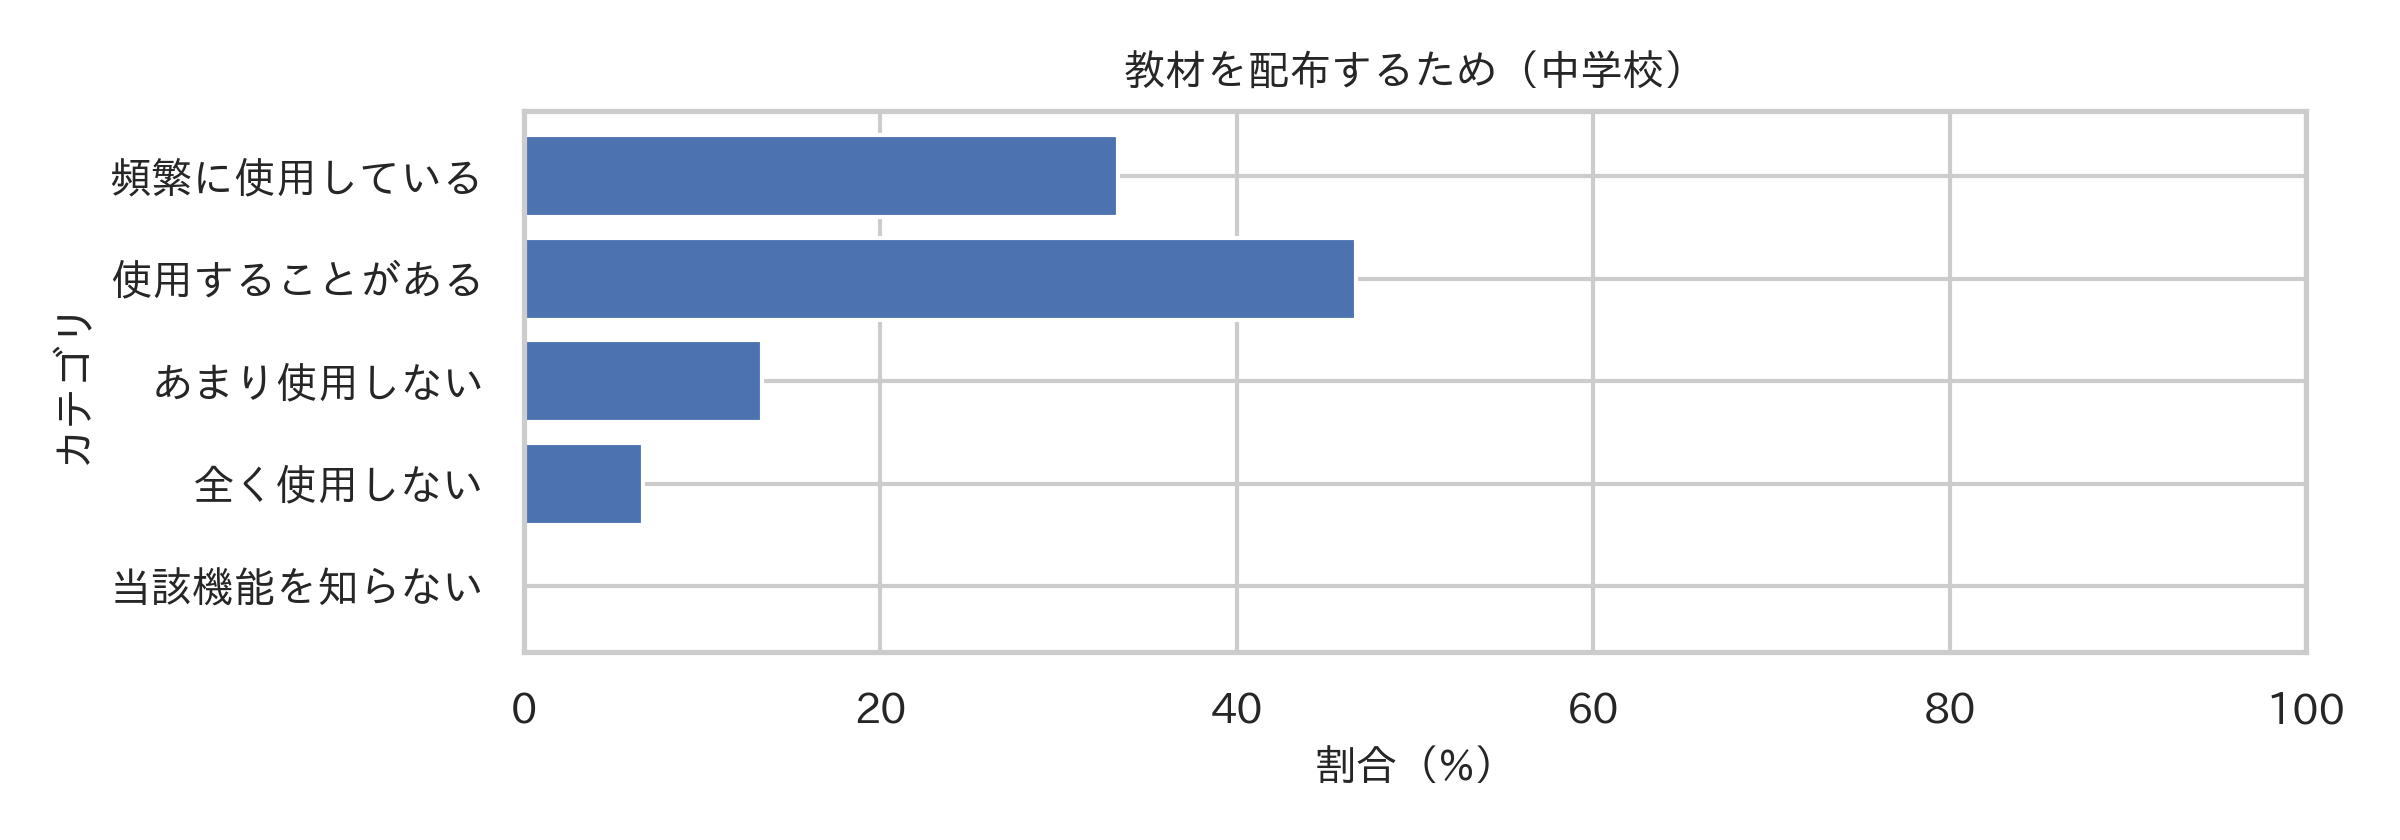 教材を配布するため（中学校）
カテゴリ
頻繁に使用している
使用することがある
あまり使用しない
全く使用しない
当該機能を知らない
0 20 40 60 80 100
割合（%）